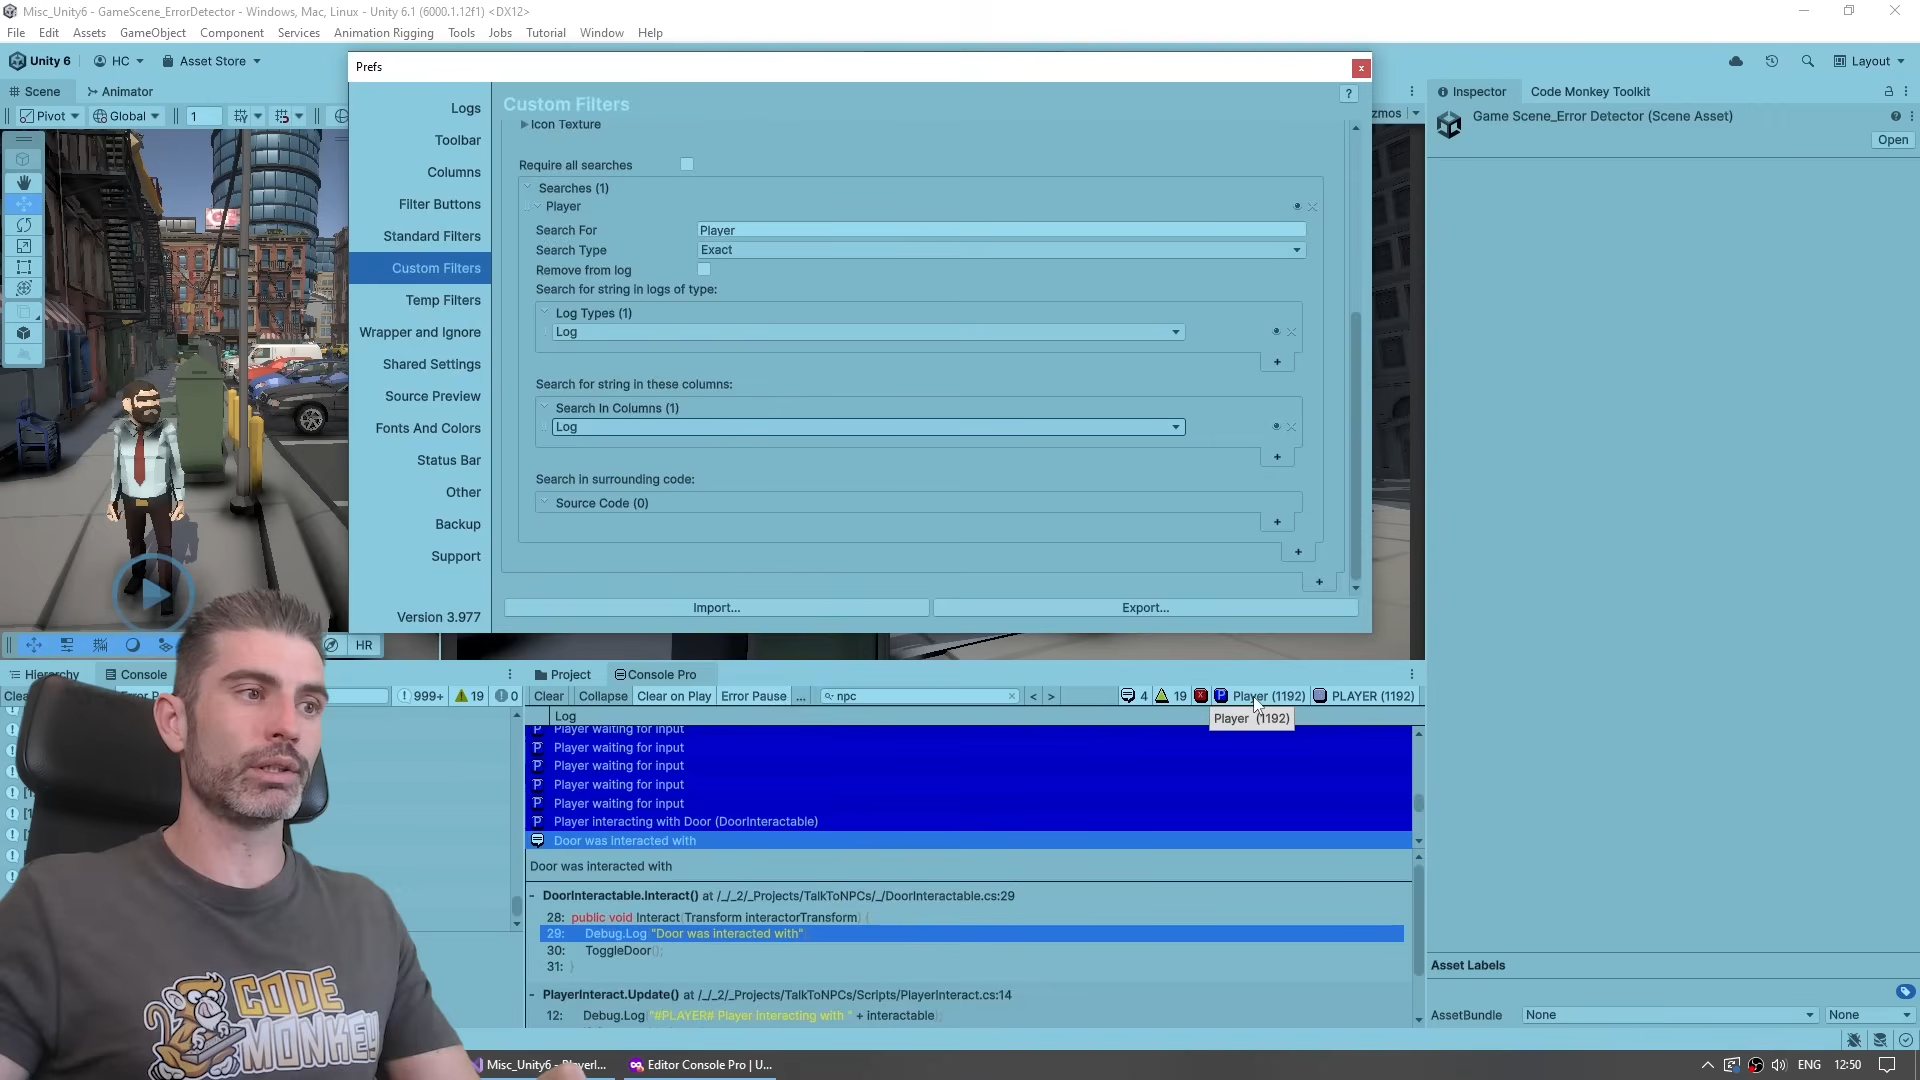 Misc_Unity6 - GameScene_ErrorDetector - Windows, Mac, Linux - Unity 6.1 (6000.1.12f1) <DX12>
File Edit Assets GameObject Component Services Animation Rigging Tools Jobs Tutorial Window Help
Unity 6 HC Asset Store Layout
Scene Animator
Pivot Global 1
Prefs
x
Logs
Toolbar
Columns
Filter Buttons
Standard Filters
Custom Filters
Temp Filters
Wrapper and Ignore
Shared Settings
Source Preview
Fonts And Colors
Status Bar
Other
Backup
Support
Version 3.977
Custom Filters
?
Icon Texture
Require all searches
Searches (1)
Player
Search For Player
Search Type Exact
Remove from log
Search for string in logs of type:
Log Types (1)
Log
+
Search for string in these columns:
Search In Columns (1)
Log
+
Search in surrounding code:
Source Code (0)
+
+
+
Import... Export...
zmos
Inspector Code Monkey Toolkit
Game Scene_Error Detector (Scene Asset)
Open
Asset Labels
AssetBundle None None
HR
Hierarchy Console
Clea Error P 999+ 19 0
Project Console Pro
Clear Collapse Clear on Play Error Pause ... npc < > 4 19 P Player (1192) PLAYER (1192)
Player (1192)
Log
P Player waiting for input
P Player waiting for input
P Player waiting for input
P Player waiting for input
P Player waiting for input
P Player interacting with Door (DoorInteractable)
Door was interacted with
Door was interacted with
- DoorInteractable.Interact() at /_/_2/_Projects/TalkToNPCs/_/DoorInteractable.cs:29
28: public void Interact(Transform interactorTransform) {
29: Debug.Log("Door was interacted with"
30: ToggleDoor();
31: }
- PlayerInteract.Update() at /_/_2/_Projects/TalkToNPCs/Scripts/PlayerInteract.cs:14
12: Debug.Log("#PLAYER# Player interacting with " + interactable);
CODE MONKEY
Misc_Unity6 - PlayerI... Editor Console Pro | U...
ENG 12:50